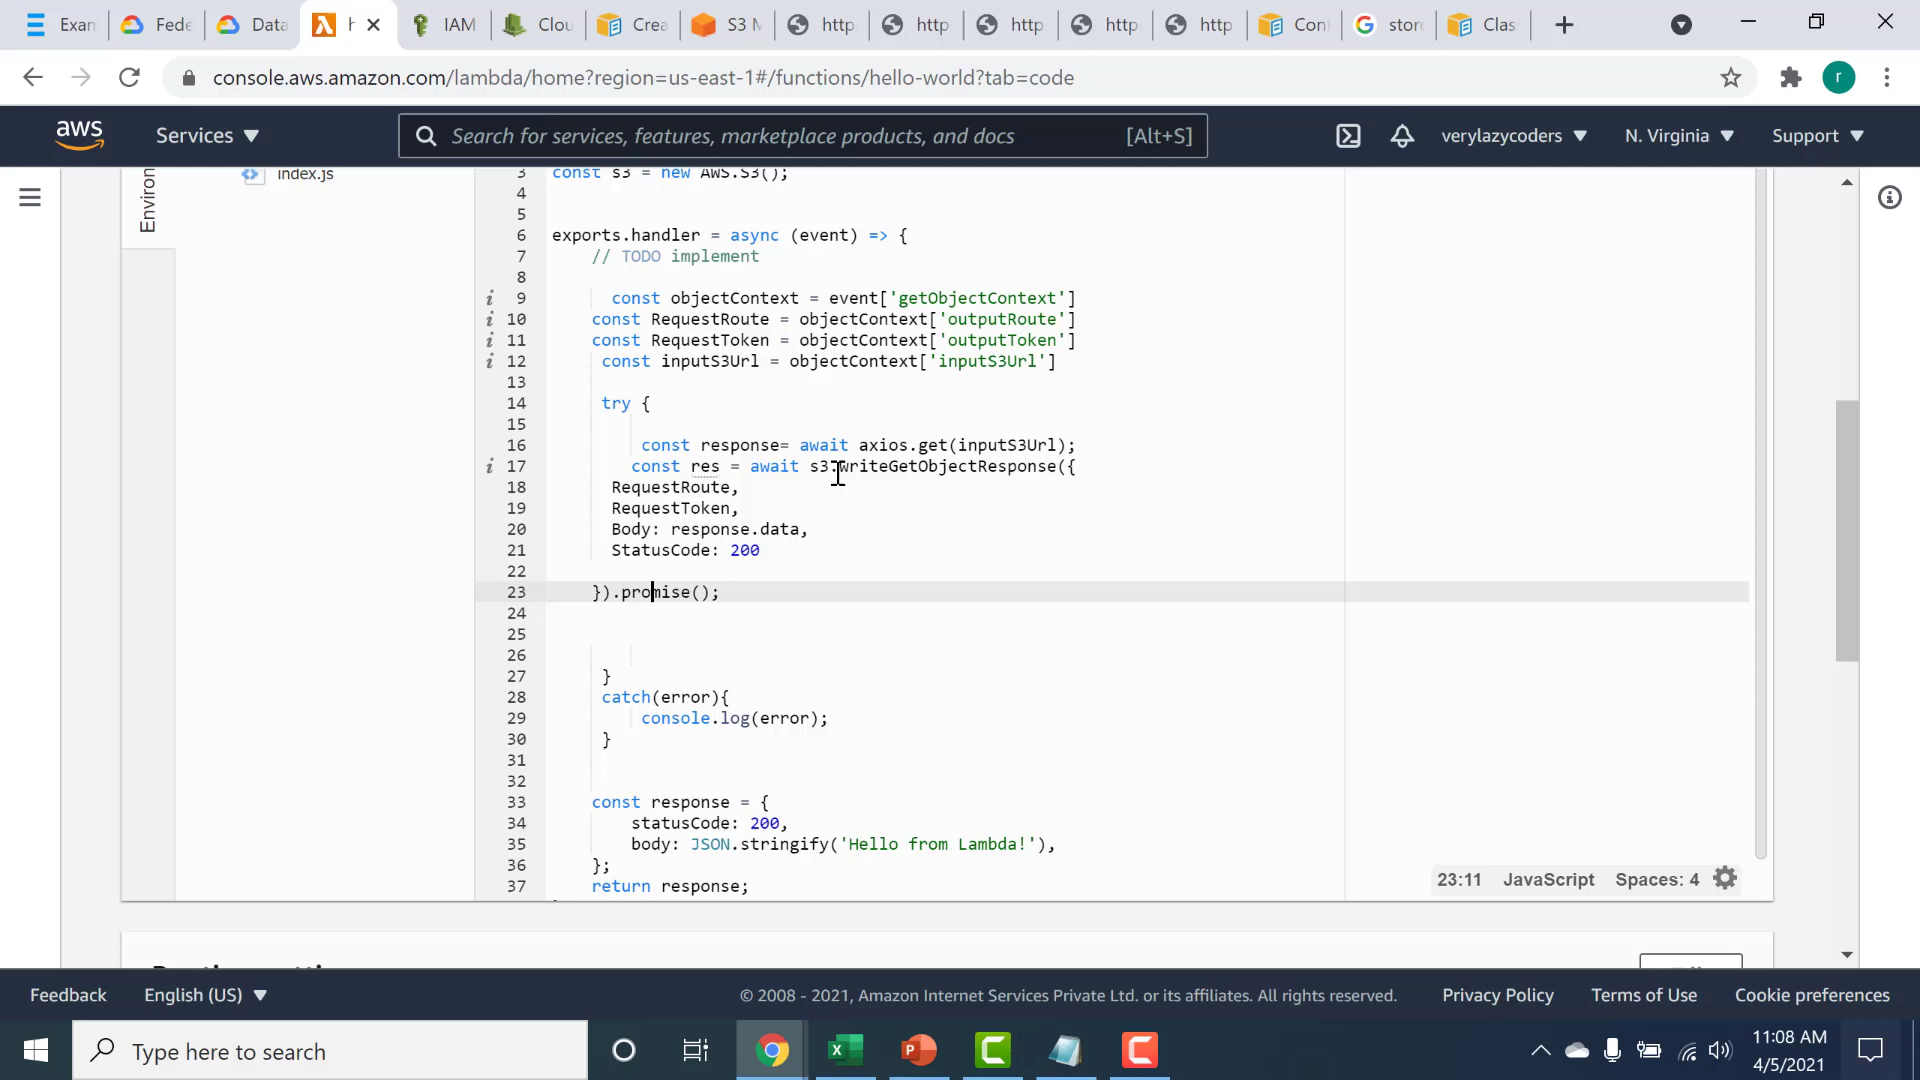 Exan
Fede
Data
h
IAM
Clou
Crea
S3 M
http
http
http
http
http
Cont
store
Clas
console.aws.amazon.com/lambda/home?region=us-east-1#/functions/hello-world?tab=code
r
aws
Services
Search for services, features, marketplace products, and docs [Alt+S]
verylazycoders
N. Virginia
Support
Environ
index.js
3 const s3 = new AWS.S3();
4
5
6 exports.handler = async (event) => {
7 // TODO implement
8
9 const objectContext = event['getObjectContext']
10 const RequestRoute = objectContext['outputRoute']
11 const RequestToken = objectContext['outputToken']
12 const inputS3Url = objectContext['inputS3Url']
13
14 try {
15
16 const response= await axios.get(inputS3Url);
17 const res = await s3.writeGetObjectResponse({
18 RequestRoute,
19 RequestToken,
20 Body: response.data,
21 StatusCode: 200
22
23 }).promise();
24
25
26
27 }
28 catch(error){
29 console.log(error);
30 }
31
32
33 const response = {
34 statusCode: 200,
35 body: JSON.stringify('Hello from Lambda!'),
36 };
37 return response;
23:11 JavaScript Spaces: 4
Feedback
English (US)
© 2008 - 2021, Amazon Internet Services Private Ltd. or its affiliates. All rights reserved.
Privacy Policy
Terms of Use
Cookie preferences
Type here to search
11:08 AM
4/5/2021